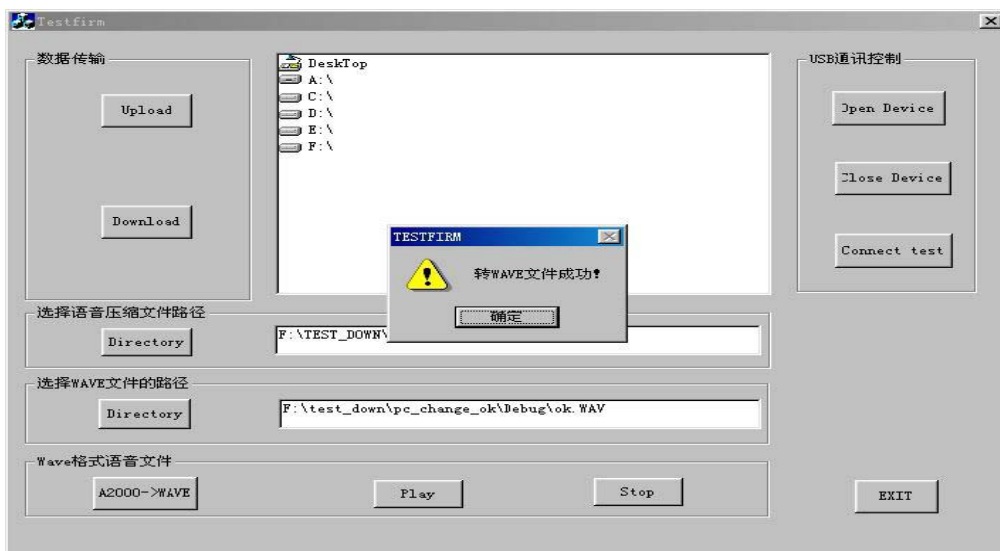 Testfirm
数据传输
Upload
Download
DeskTop
A:\
C:\
D:\
E:\
F:\
USB通讯控制
Open Device
Close Device
Connect test
TESTFIRM
转WAVE文件成功!
确定
选择语音压缩文件路径
Directory
F:\TEST_DOWN\
选择WAVE文件的路径
Directory
F:\test_down\pc_change_ok\Debug\ok.WAV
Wave格式语音文件
A2000->WAVE
Play
Stop
EXIT